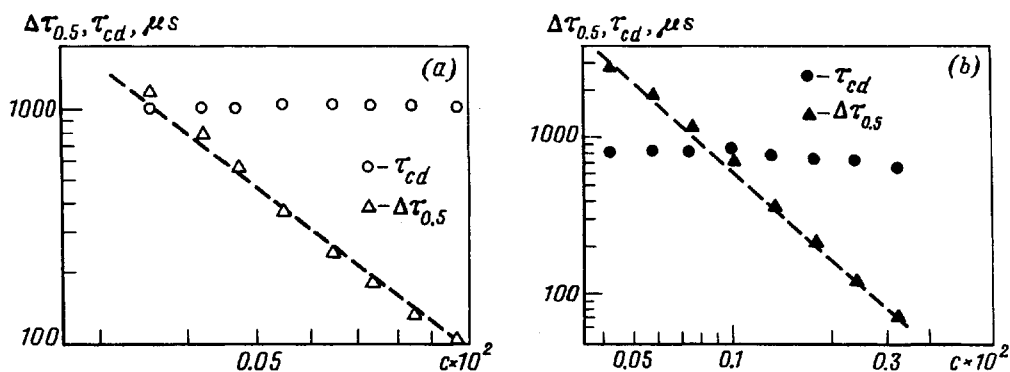 Δτ0.5, τcd, μs
(a)
1000
○-τcd
△-Δτ0.5
100
0.05
c×10²
Δτ0.5, τcd, μs
(b)
●-τcd
▲-Δτ0.5
1000
100
0.05
0.1
0.3
c×10²